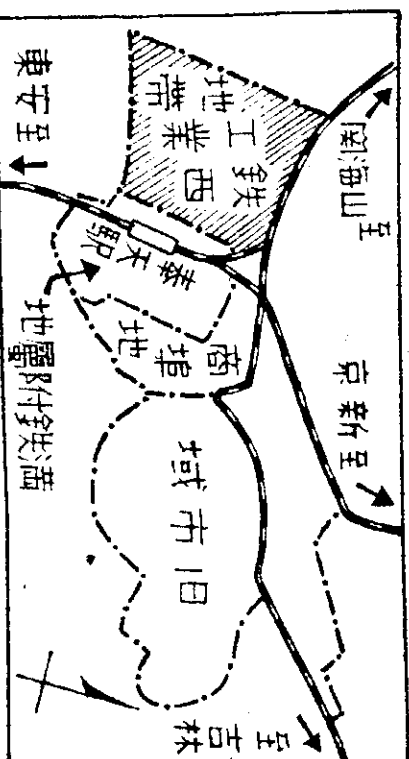 至山海関
至新京
鉄西
工業
地帯
至安東
奉天
駅
商埠地
満鉄附屬地
旧市域
至吉林